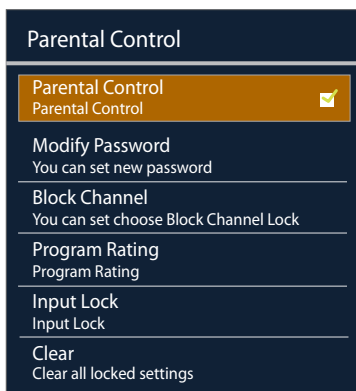 Parental Control
Parental Control
Parental Control
Modify Password
You can set new password
Block Channel
You can set choose Block Channel Lock
Program Rating
Program Rating
Input Lock
Input Lock
Clear
Clear all locked settings